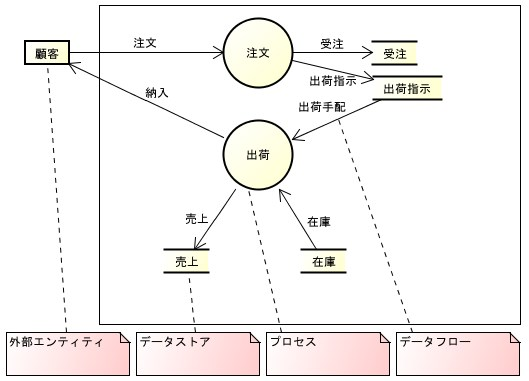 注文
受注
顧客
注文
受注
出荷指示
出荷指示
納入
出荷手配
出荷
売上
在庫
売上
在庫
外部エンティティ
データストア
プロセス
データフロー